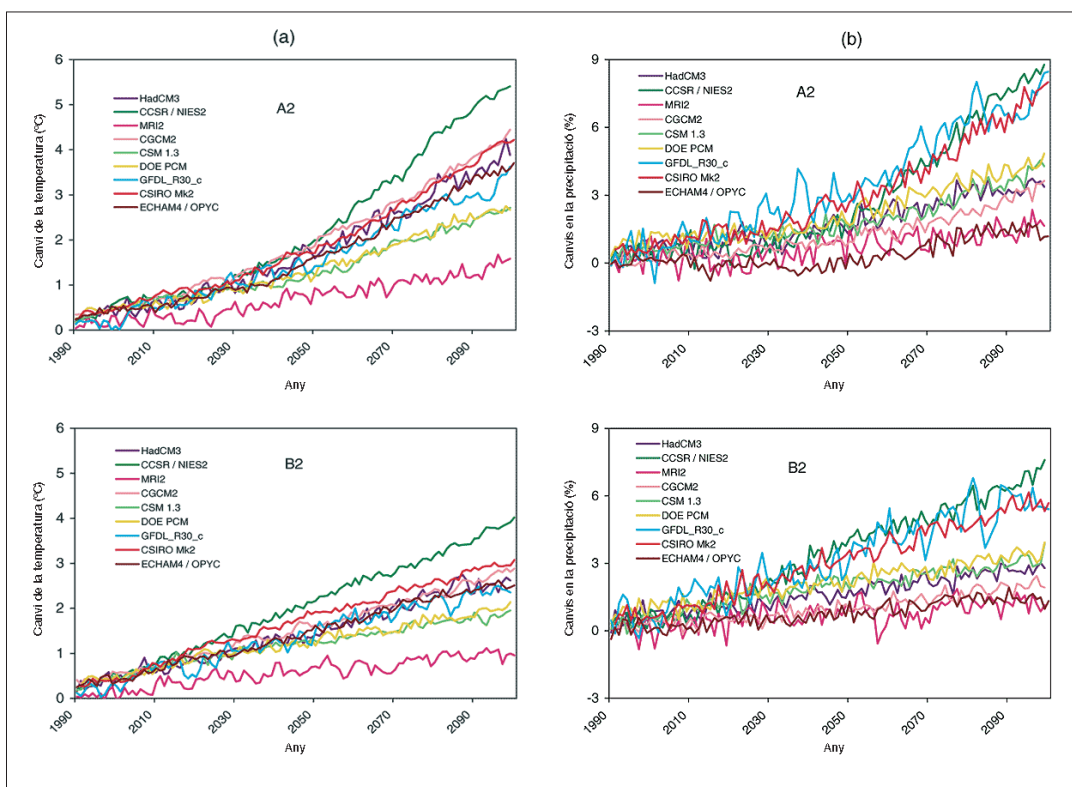 (a)
6
5
4
3
2
1
0
Canvi de la temperatura (ºC)
A2
HadCM3
CCSR / NIES2
MRI2
CGCM2
CSM 1.3
DOE PCM
GFDL_R30_c
CSIRO Mk2
ECHAM4 / OPYC
1990
2010
2030
2050
2070
2090
Any
(b)
9
6
3
0
-3
Canvis en la precipitació (%)
A2
HadCM3
CCSR / NIES2
MRI2
CGCM2
CSM 1.3
DOE PCM
GFDL_R30_c
CSIRO Mk2
ECHAM4 / OPYC
1990
2010
2030
2050
2070
2090
Any
6
5
4
3
2
1
0
Canvi de la temperatura (ºC)
B2
HadCM3
CCSR / NIES2
MRI2
CGCM2
CSM 1.3
DOE PCM
GFDL_R30_c
CSIRO Mk2
ECHAM4 / OPYC
1990
2010
2030
2050
2070
2090
Any
9
6
3
0
-3
Canvis en la precipitació (%)
B2
HadCM3
CCSR / NIES2
MRI2
CGCM2
CSM 1.3
DOE PCM
GFDL_R30_c
CSIRO Mk2
ECHAM4 / OPYC
1990
2010
2030
2050
2070
2090
Any